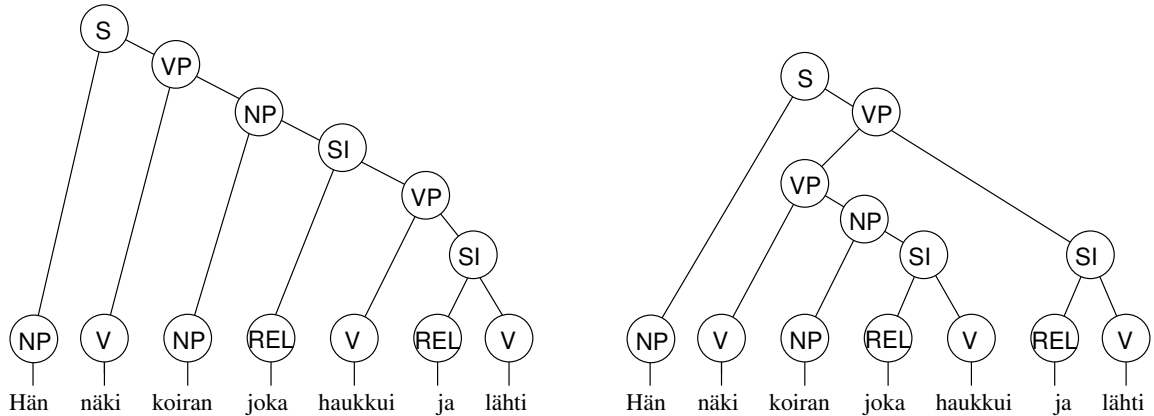 S
VP
NP
SI
VP
SI
NP V NP REL V REL V
Hän näki koiran joka haukkui ja lähti
S
VP
VP
NP
SI SI
NP V NP REL V REL V
Hän näki koiran joka haukkui ja lähti